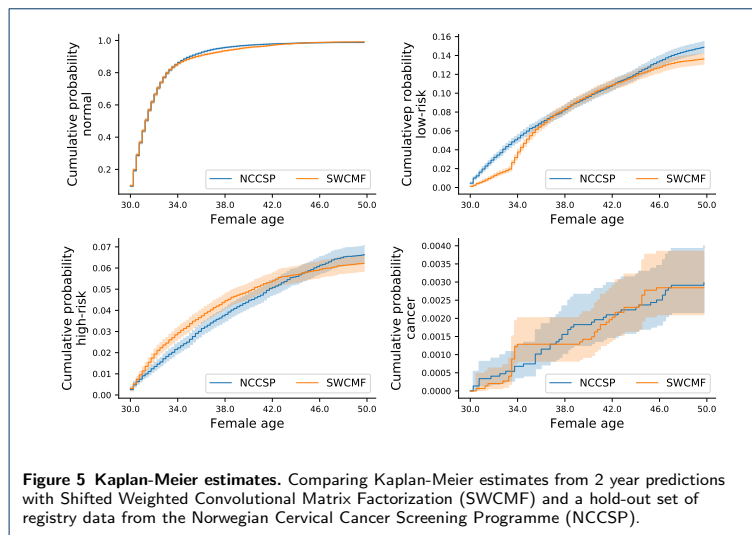 Cumulative probability
normal
1.0
0.8
0.6
0.4
0.2
NCCSP
SWCMF
30.0 34.0 38.0 42.0 46.0 50.0
Female age
Cumulativep robability
low-risk
0.16
0.14
0.12
0.10
0.08
0.06
0.04
0.02
0.00
NCCSP
SWCMF
30.0 34.0 38.0 42.0 46.0 50.0
Female age
Cumulative probability
high-risk
0.07
0.06
0.05
0.04
0.03
0.02
0.01
0.00
NCCSP
SWCMF
30.0 34.0 38.0 42.0 46.0 50.0
Female age
Cumulative probability
cancer
0.0040
0.0035
0.0030
0.0025
0.0020
0.0015
0.0010
0.0005
0.0000
NCCSP
SWCMF
30.0 34.0 38.0 42.0 46.0 50.0
Female age
Figure 5 Kaplan-Meier estimates. Comparing Kaplan-Meier estimates from 2 year predictions
with Shifted Weighted Convolutional Matrix Factorization (SWCMF) and a hold-out set of
registry data from the Norwegian Cervical Cancer Screening Programme (NCCSP).